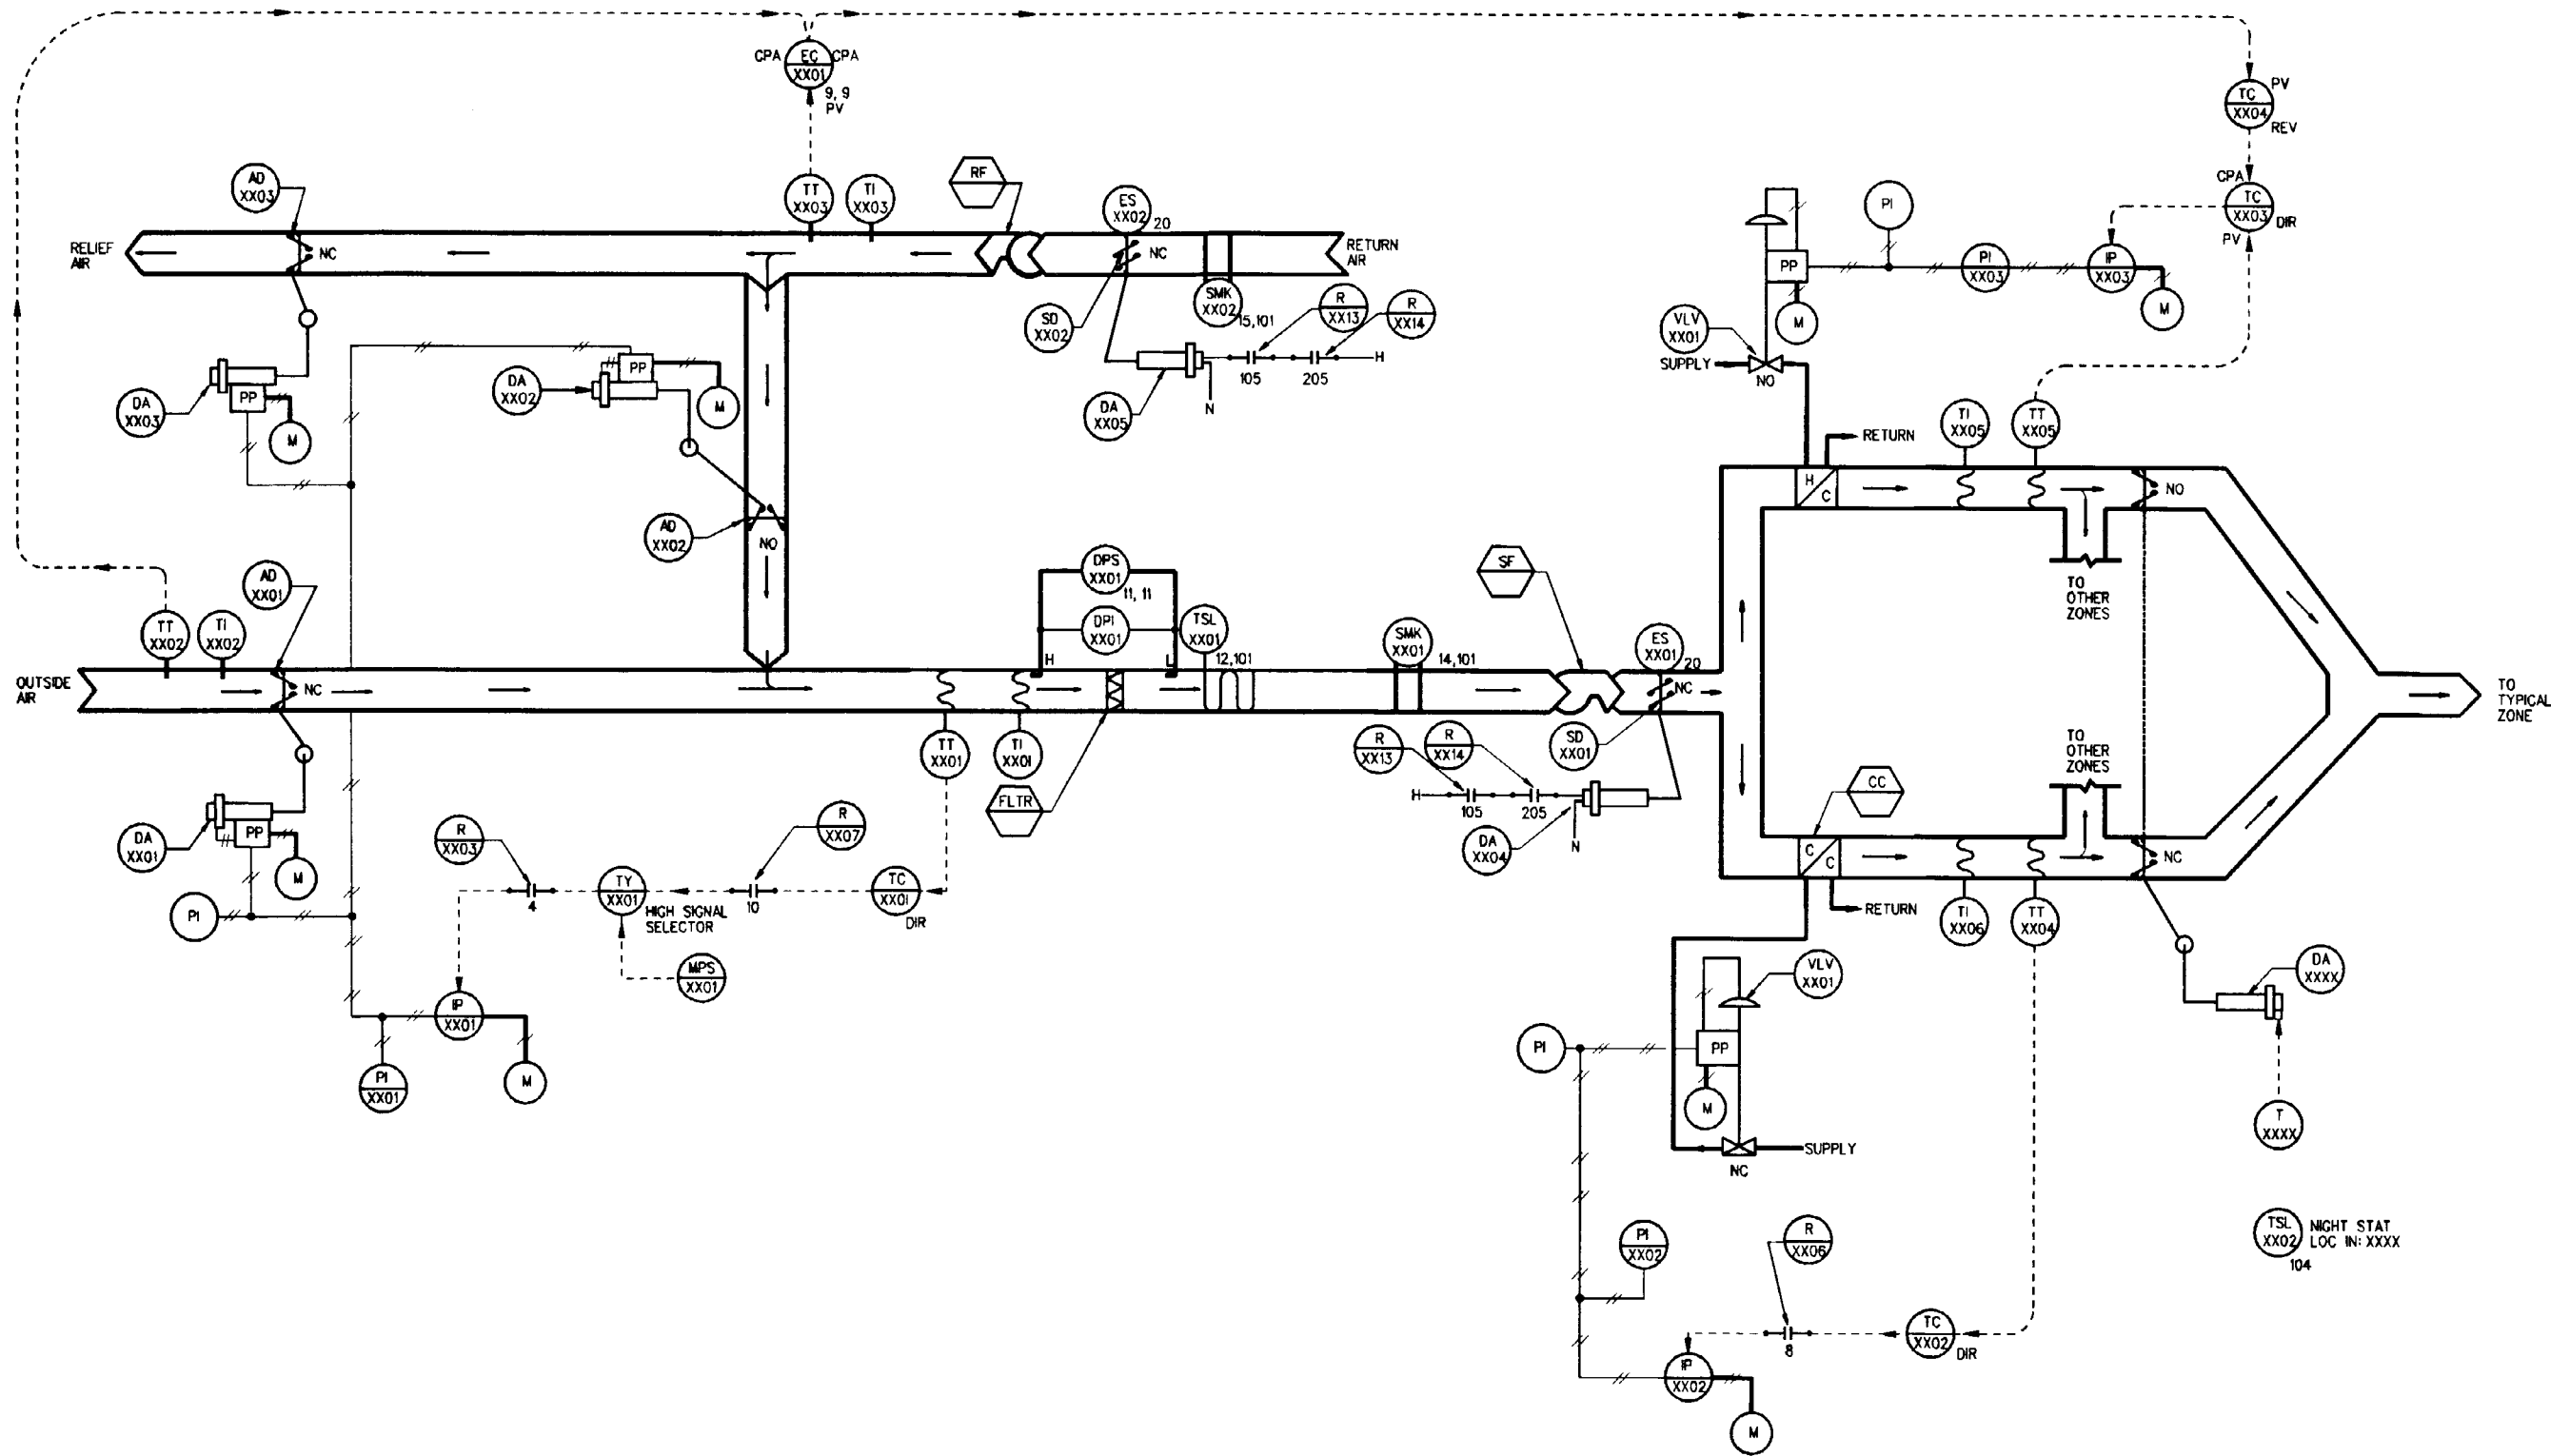 CPA
EC
XX01
CPA
9, 9
PV
TC
XX04
PV
REV
AD
XX03
TT
XX03
TI
XX03
RF
ES
XX02
20
CPA
TC
XX03
DIR
PV
PI
RELIEF
AIR
NC
NC
RETURN
AIR
PP
PI
XX03
IP
XX03
M
M
SD
XX02
SMK
XX02
15,101
R
XX13
R
XX14
H
105
205
N
VLV
XX01
SUPPLY
NO
DA
XX03
PP
M
DA
XX02
PP
M
DA
XX05
RETURN
TI
XX05
TT
XX05
H
C
NO
AD
XX02
NO
TO
OTHER
ZONES
TT
XX02
TI
XX02
AD
XX01
DPS
XX01
11, 11
DPI
XX01
TSL
XX01
12,101
H
L
SMK
XX01
14,101
SF
ES
XX01
20
OUTSIDE
AIR
NC
NC
TO
TYPICAL
ZONE
TT
XX01
TI
XX01
FLTR
R
XX13
R
XX14
SD
XX01
H
105
205
N
DA
XX04
TO
OTHER
ZONES
CC
DA
XX01
PP
M
PI
R
XX03
4
TY
XX01
HIGH SIGNAL
SELECTOR
R
XX07
10
TC
XX01
DIR
C
C
NC
RETURN
TI
XX06
TT
XX04
MPS
XX01
IP
XX01
PI
XX01
M
VLV
XX01
DA
XXXX
PI
PP
M
SUPPLY
NC
T
XXXX
PI
XX02
R
XX06
8
TC
XX02
DIR
IP
XX02
M
TSL
XX02
NIGHT STAT
LOC IN: XXXX
104